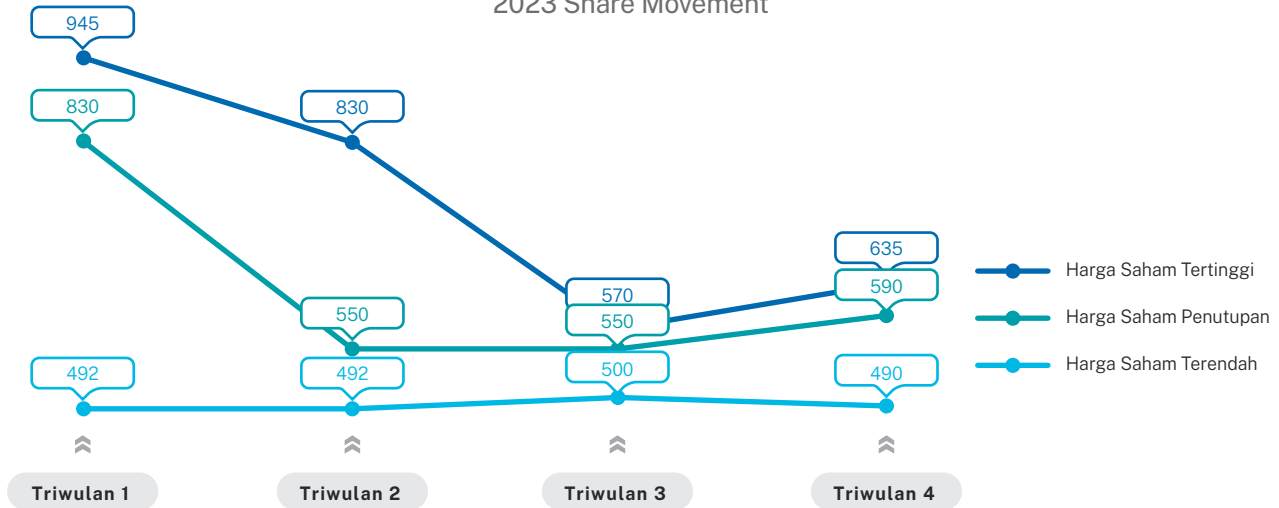 2023 Share Movement
945
830
830
635
590
570
550
550
500
492
492
490
Harga Saham Tertinggi
Harga Saham Penutupan
Harga Saham Terendah
Triwulan 1
Triwulan 2
Triwulan 3
Triwulan 4